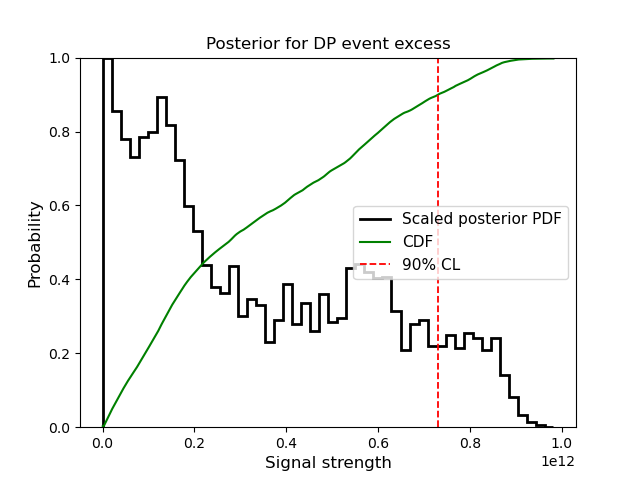 Posterior for DP event excess
Probability
1.0
0.8
0.6
0.4
0.2
0.0
Scaled posterior PDF
CDF
90% CL
0.0 0.2 0.4 0.6 0.8 1.0
1e12
Signal strength